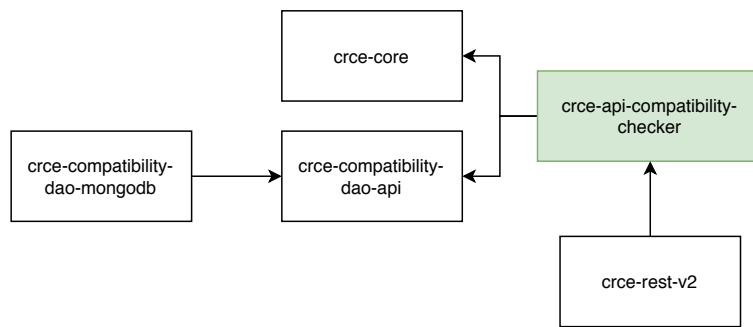 crce-core
crce-api-compatibility-
checker
crce-compatibility-
dao-mongodb
crce-compatibility-
dao-api
crce-rest-v2